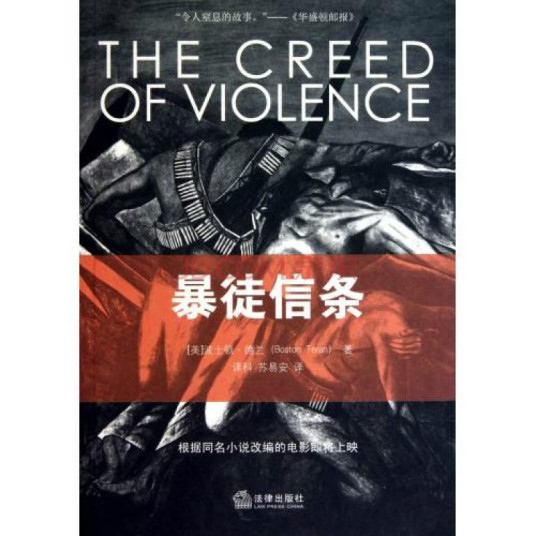 “令人窒息的故事。”——《华盛顿邮报》
THE CREED
OF VIOLENCE
暴徒信条
[美]波士顿·德兰 (Boston Teran) 著
译科 苏易安 译
根据同名小说改编的电影即将上映
法律出版社
LAW PRESS·CHINA